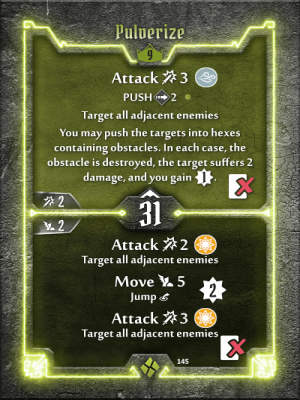 Pulverize
9
Attack 3
PUSH 2
Target all adjacent enemies
You may push the targets into hexes
containing obstacles. In each case, the
obstacle is destroyed, the target suffers 2
damage, and you gain 1.
2
31
2
Attack 2
Target all adjacent enemies
Move 5
Jump
2
Attack 3
Target all adjacent enemies
145